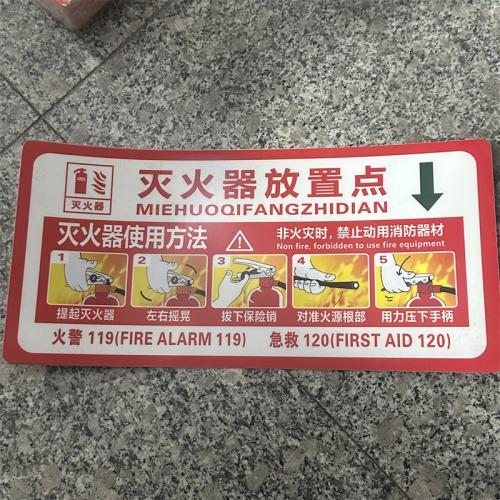 灭火器
灭火器放置点
MIEHUOQIFANGZHIDIAN
灭火器使用方法
非火灾时，禁止动用消防器材
Non fire, forbidden to use fire equipment
1 2 3 4 5
提起灭火器 左右摇晃 拔下保险销 对准火源根部 用力压下手柄
火警 119(FIRE ALARM 119) 急救 120(FIRST AID 120)